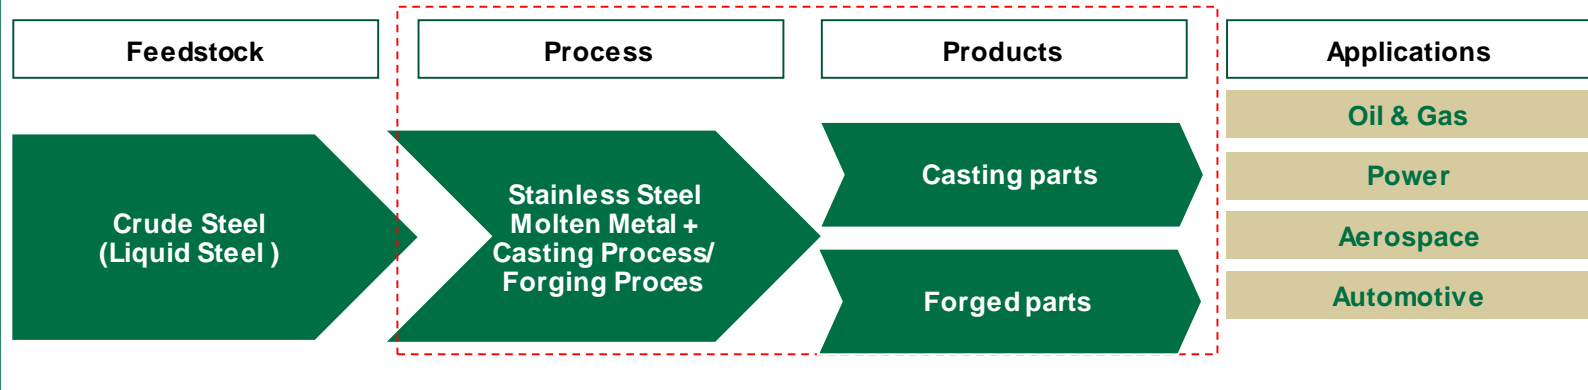 Feedstock
Process
Products
Applications
Crude Steel
(Liquid Steel )
Stainless Steel
Molten Metal +
Casting Process/
Forging Proces
Casting parts
Forged parts
Oil & Gas
Power
Aerospace
Automotive